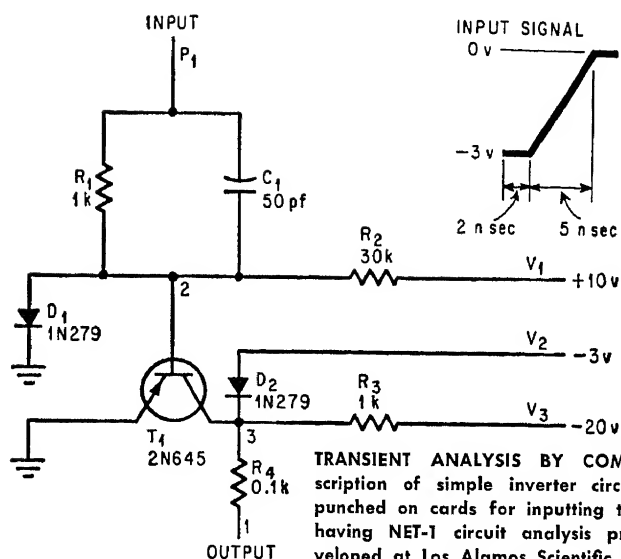 INPUT
P1
INPUT SIGNAL
0 v
-3 v
2 n sec
5 n sec
R1
1 k
C1
50 pf
R2
30k
V1
+10v
2
D1
1N279
V2
-3v
D2
1N279
R3
1 k
V3
-20v
T1
2N645
3
R4
0.1k
1
OUTPUT
TRANSIENT ANALYSIS BY COM
scription of simple inverter circ
punched on cards for inputting t
having NET-1 circuit analysis pr
veloped at Los Alamos Scientific